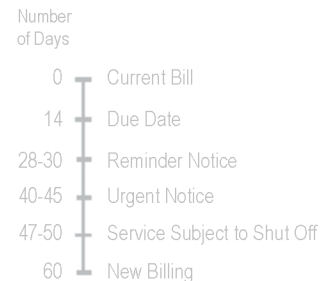 Number
of Days
0 Current Bill
14 Due Date
28-30 Reminder Notice
40-45 Urgent Notice
47-50 Service Subject to Shut Off
60 New Billing